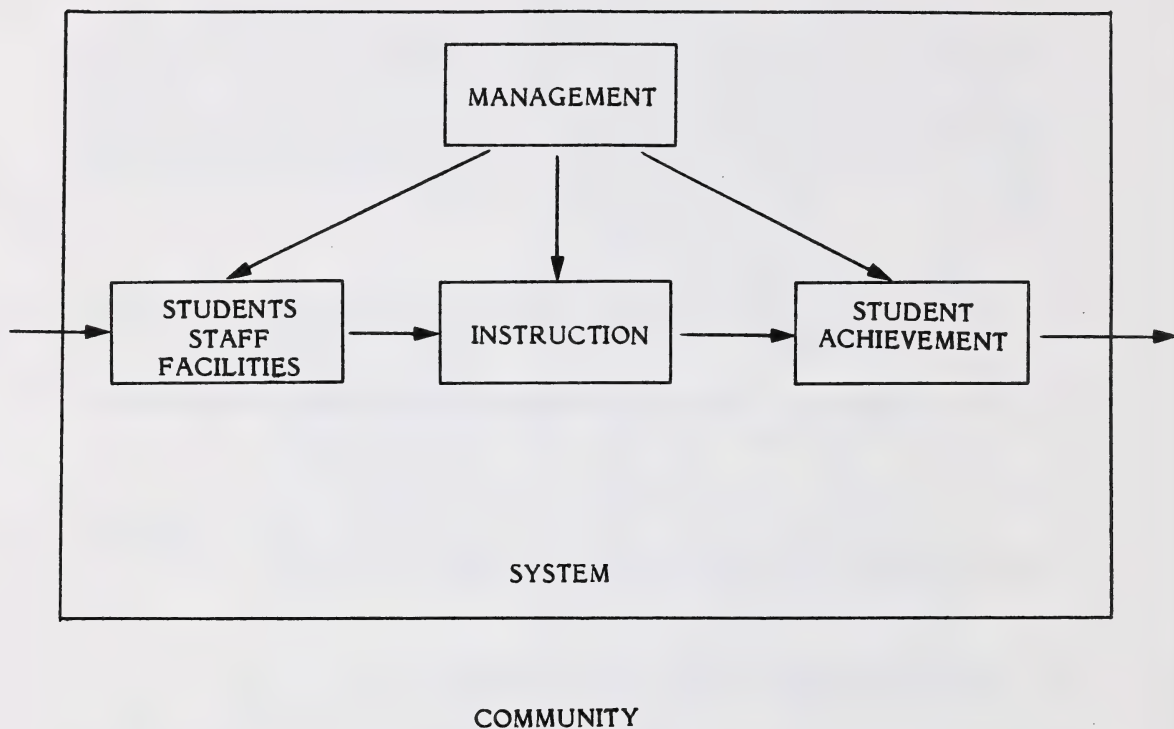 MANAGEMENT
STUDENTS
STAFF
FACILITIES
INSTRUCTION
STUDENT
ACHIEVEMENT
SYSTEM
COMMUNITY